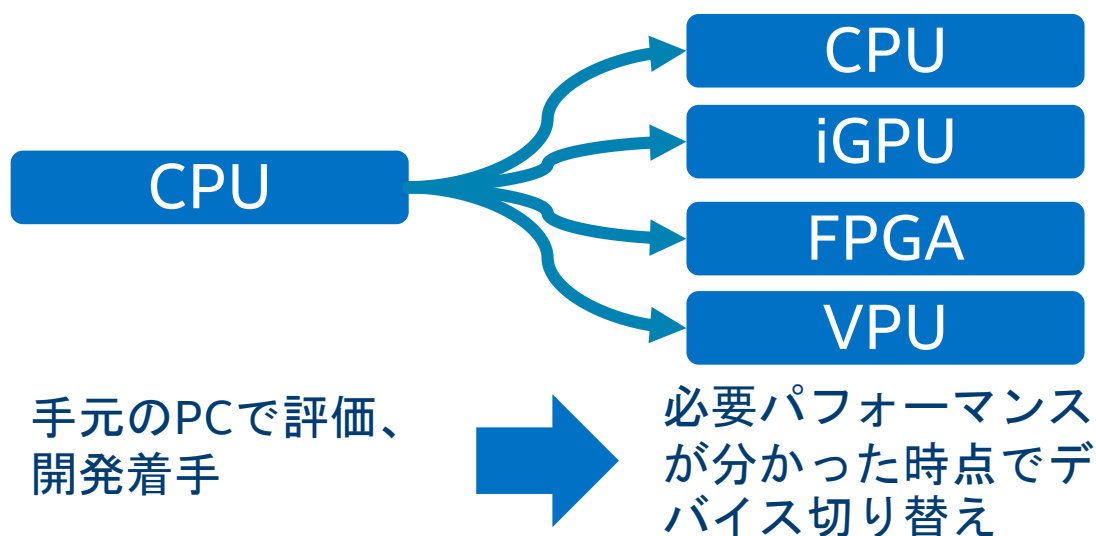 CPU
CPU
iGPU
FPGA
VPU
手元のPCで評価、
開発着手
必要パフォーマンス
が分かった時点でデ
バイス切り替え